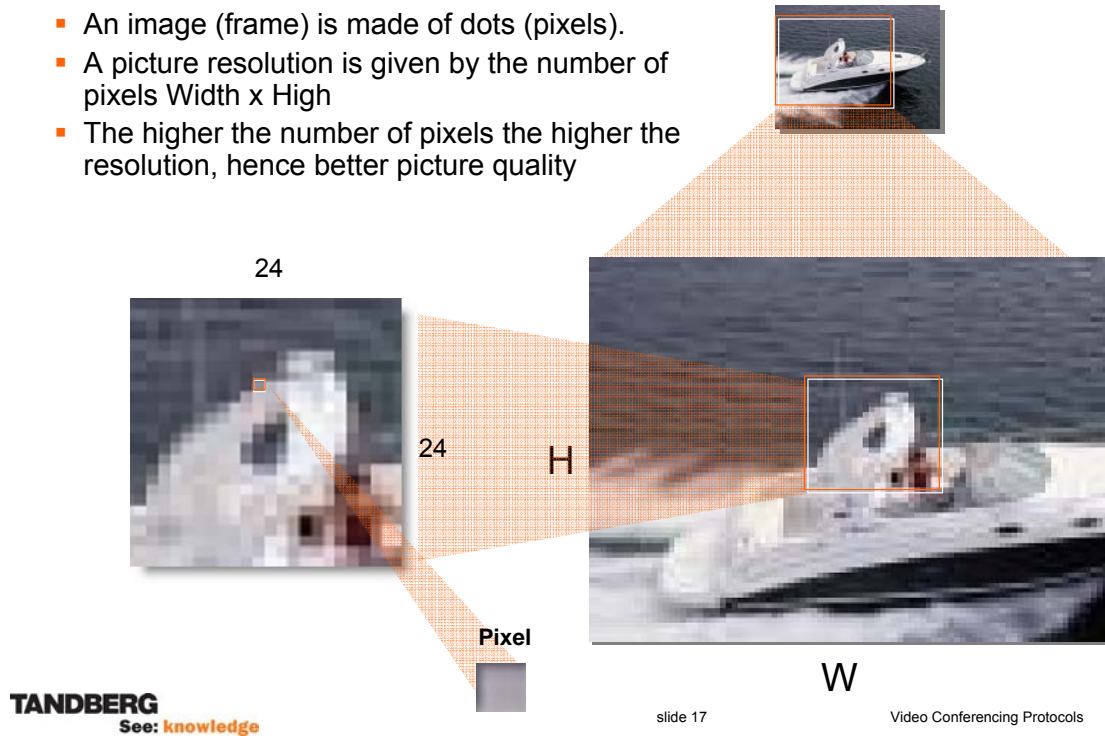 ▪ An image (frame) is made of dots (pixels).
▪ A picture resolution is given by the number of
pixels Width x High
▪ The higher the number of pixels the higher the
resolution, hence better picture quality
24
24
H
Pixel
W
TANDBERG
See: knowledge
slide 17
Video Conferencing Protocols